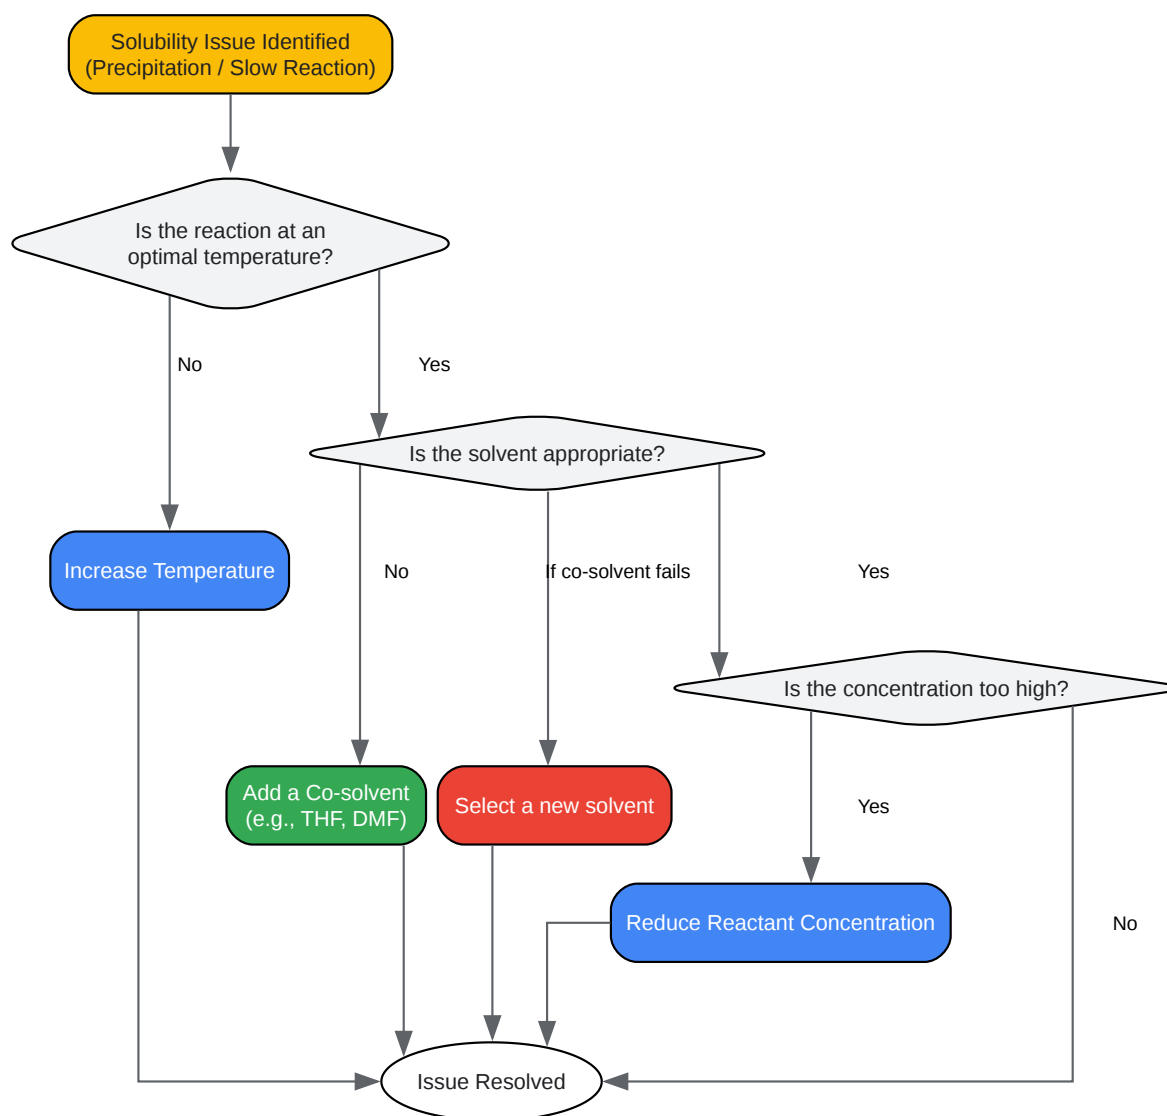 Solubility Issue Identified
(Precipitation / Slow Reaction)
Is the reaction at an
optimal temperature?
No
Yes
Is the solvent appropriate?
Increase Temperature
No
If co-solvent fails
Yes
Is the concentration too high?
Add a Co-solvent
(e.g., THF, DMF)
Select a new solvent
Yes
Reduce Reactant Concentration
No
Issue Resolved